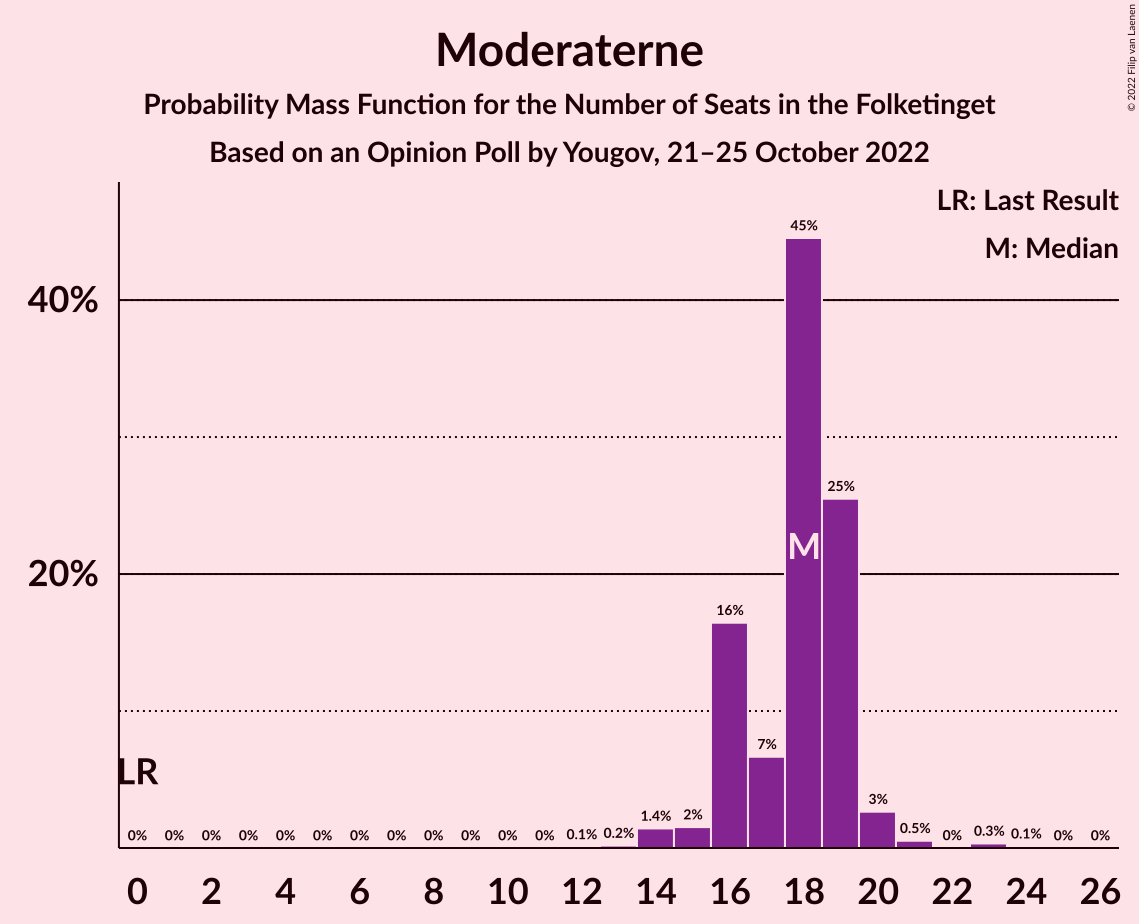 Moderaterne
Probability Mass Function for the Number of Seats in the Folketinget
Based on an Opinion Poll by Yougov, 21–25 October 2022
© 2022 Filip van Laenen
LR: Last Result
M: Median
40%
20%
LR
M
0% 0% 0% 0% 0% 0% 0% 0% 0% 0% 0% 0% 0.1% 0.2% 1.4% 2% 16% 7% 45% 25% 3% 0.5% 0% 0.3% 0.1% 0% 0%
0 2 4 6 8 10 12 14 16 18 20 22 24 26